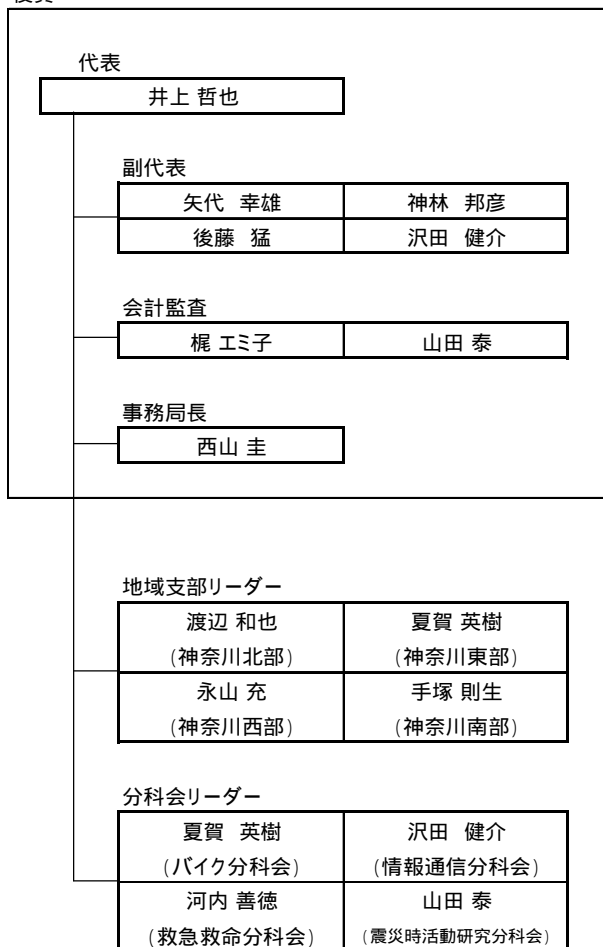 代表
井上 哲也
副代表
矢代 幸雄 神林 邦彦
後藤 猛 沢田 健介
会計監査
梶 エミ子 山田 泰
事務局長
西山 圭
地域支部リーダー
渡辺 和也 夏賀 英樹
(神奈川北部) (神奈川東部)
永山 充 手塚 則生
(神奈川西部) (神奈川南部)
分科会リーダー
夏賀 英樹 沢田 健介
(バイク分科会) (情報通信分科会)
河内 善徳 山田 泰
(救急救命分科会) (震災時活動研究分科会)